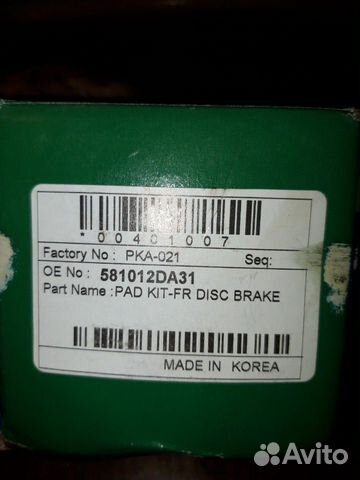 *00401007
Factory No : PKA-021 Seq:
OE No : 581012DA31
Part Name :PAD KIT-FR DISC BRAKE
MADE IN KOREA
Avito